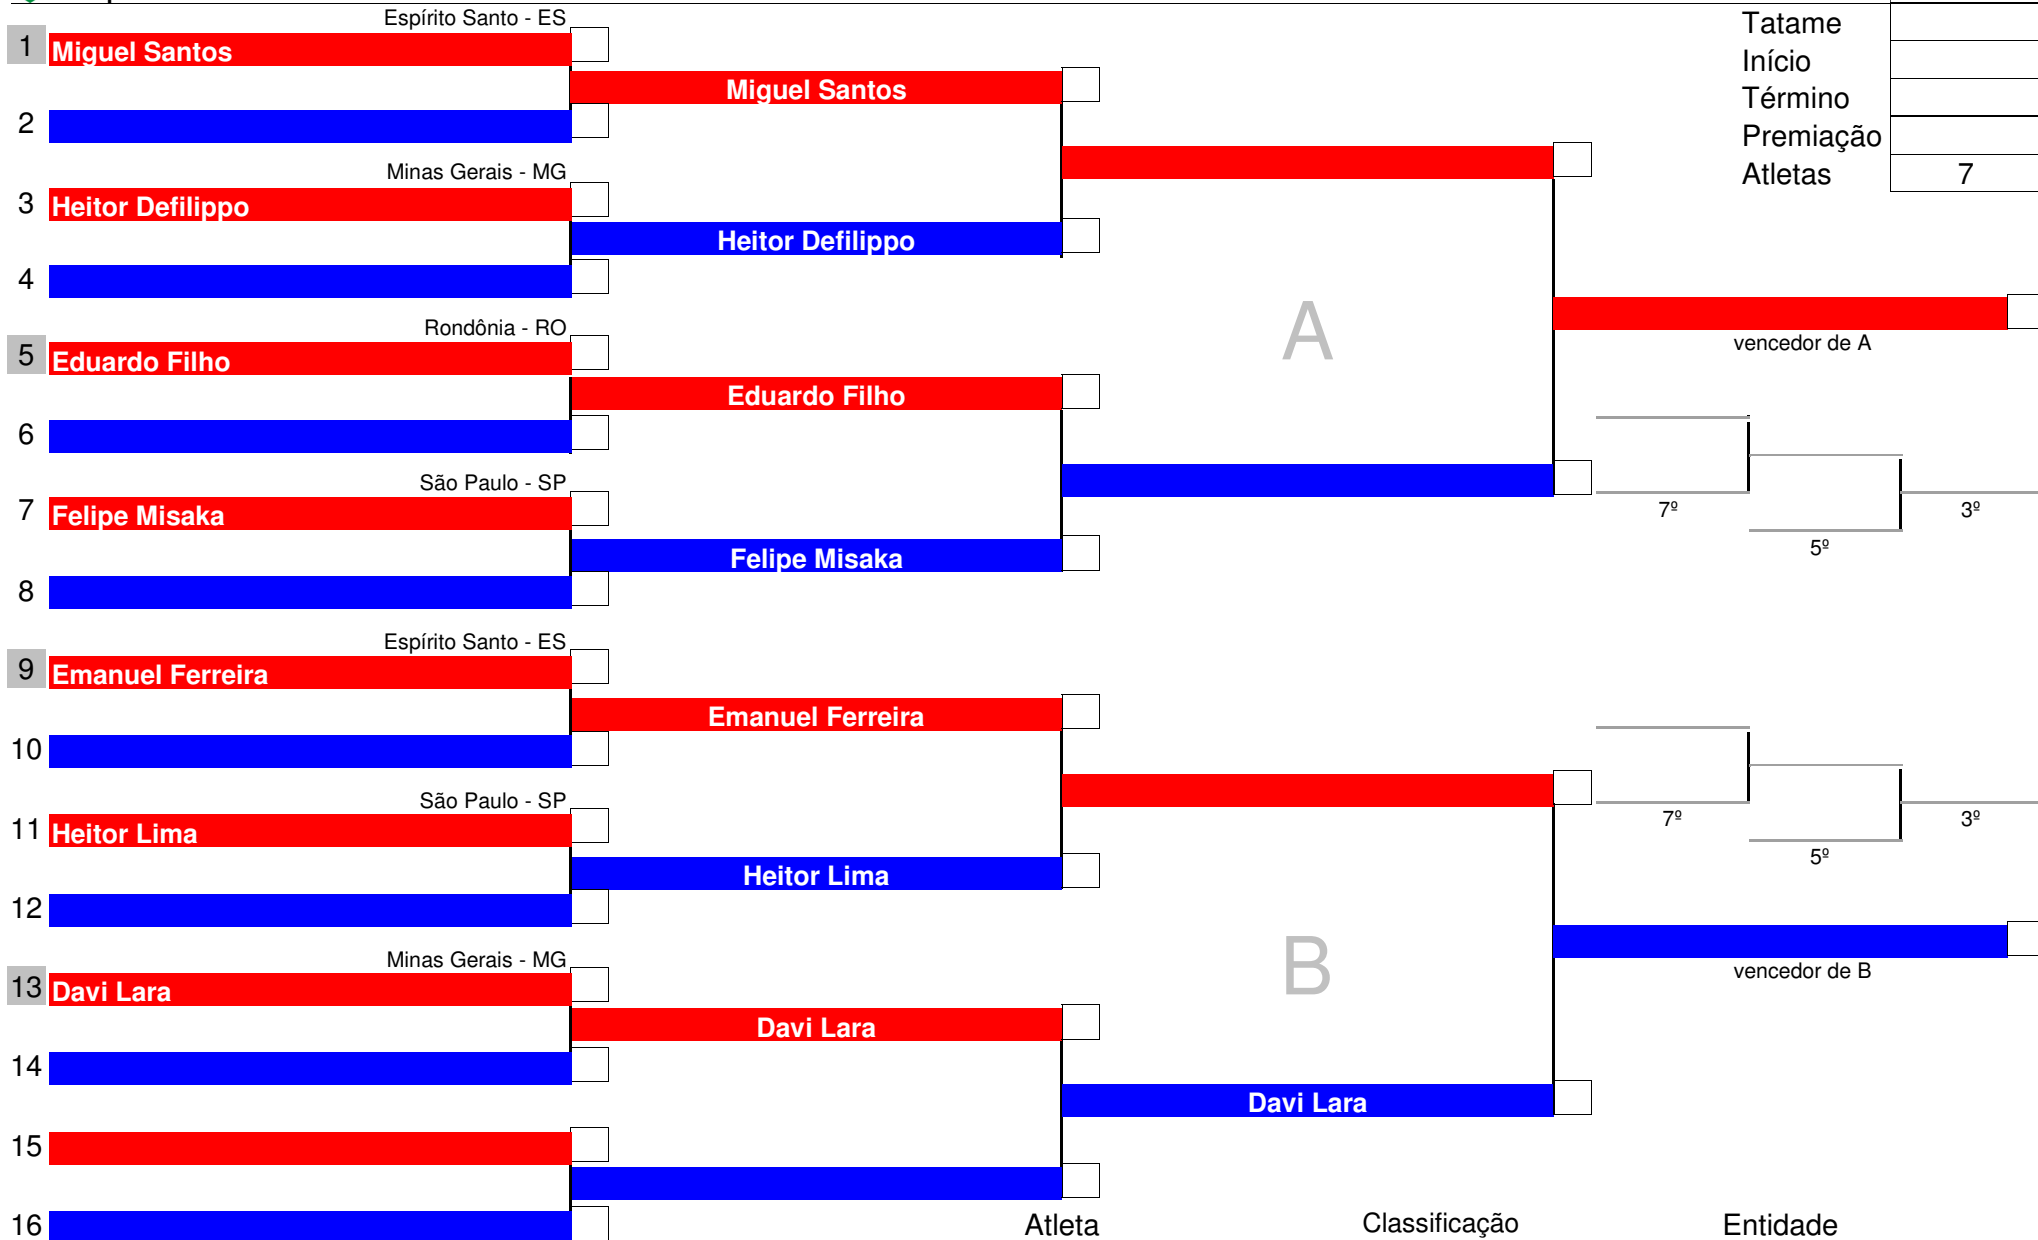 Espírito Santo - ES
1 Miguel Santos
Miguel Santos
2
Minas Gerais - MG
3 Heitor Defilippo
Heitor Defilippo
4
Rondônia - RO
5 Eduardo Filho
Eduardo Filho
6
São Paulo - SP
7 Felipe Misaka
Felipe Misaka
8
Espírito Santo - ES
9 Emanuel Ferreira
Emanuel Ferreira
10
São Paulo - SP
11 Heitor Lima
Heitor Lima
12
Minas Gerais - MG
13 Davi Lara
Davi Lara
14
Davi Lara
15
16
A
B
Tatame
Início
Término
Premiação
Atletas 7
vencedor de A
7º
3º
5º
7º
3º
5º
vencedor de B
Atleta Classificação Entidade